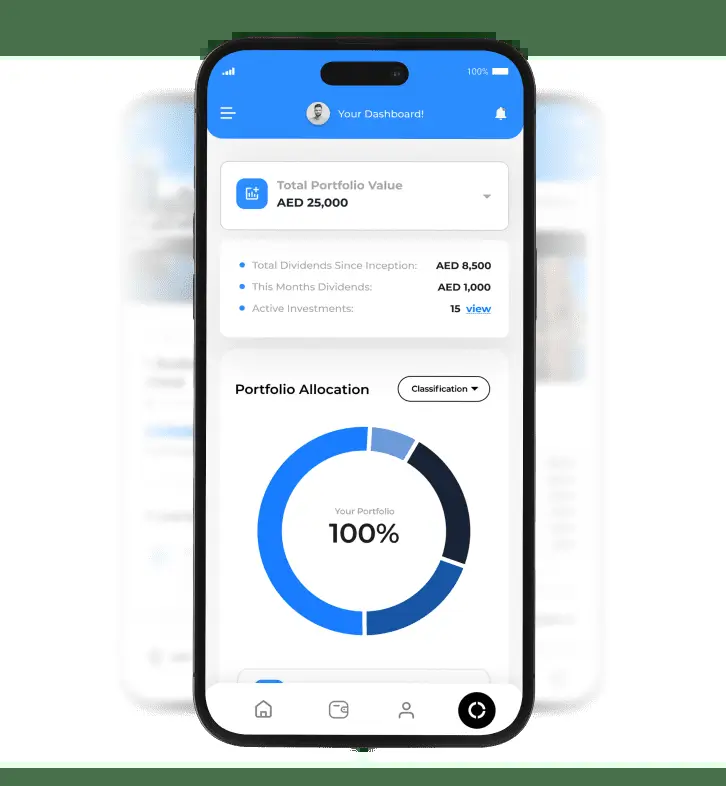 100%
Your Dashboard!
Total Portfolio Value
AED 25,000
Total Dividends Since Inception: AED 8,500
This Months Dividends: AED 1,000
Active Investments: 15 view
Portfolio Allocation Classification
Your Portfolio
100%